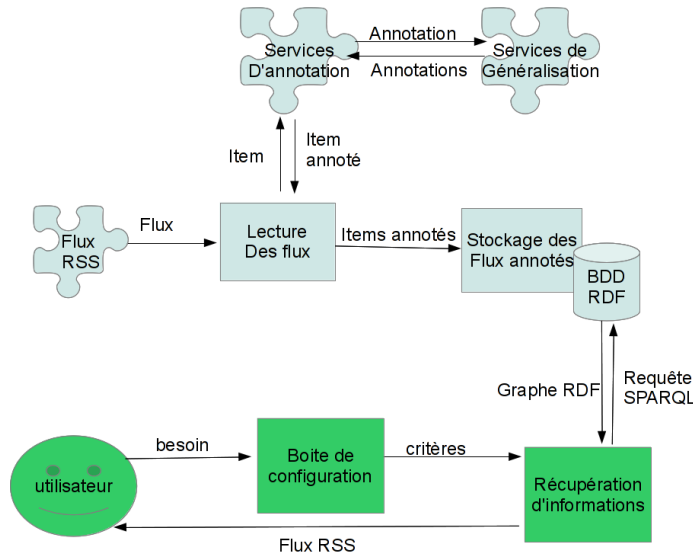 Services
D'annotation
Annotation
Annotations
Services de
Généralisation
Item
Item
annoté
Flux
RSS
Flux
Lecture
Des flux
Items annotés
Stockage des
Flux annotés
BDD
RDF
Graphe RDF
Requête
SPARQL
utilisateur
besoin
Boite de
configuration
critères
Récupération
d'informations
Flux RSS